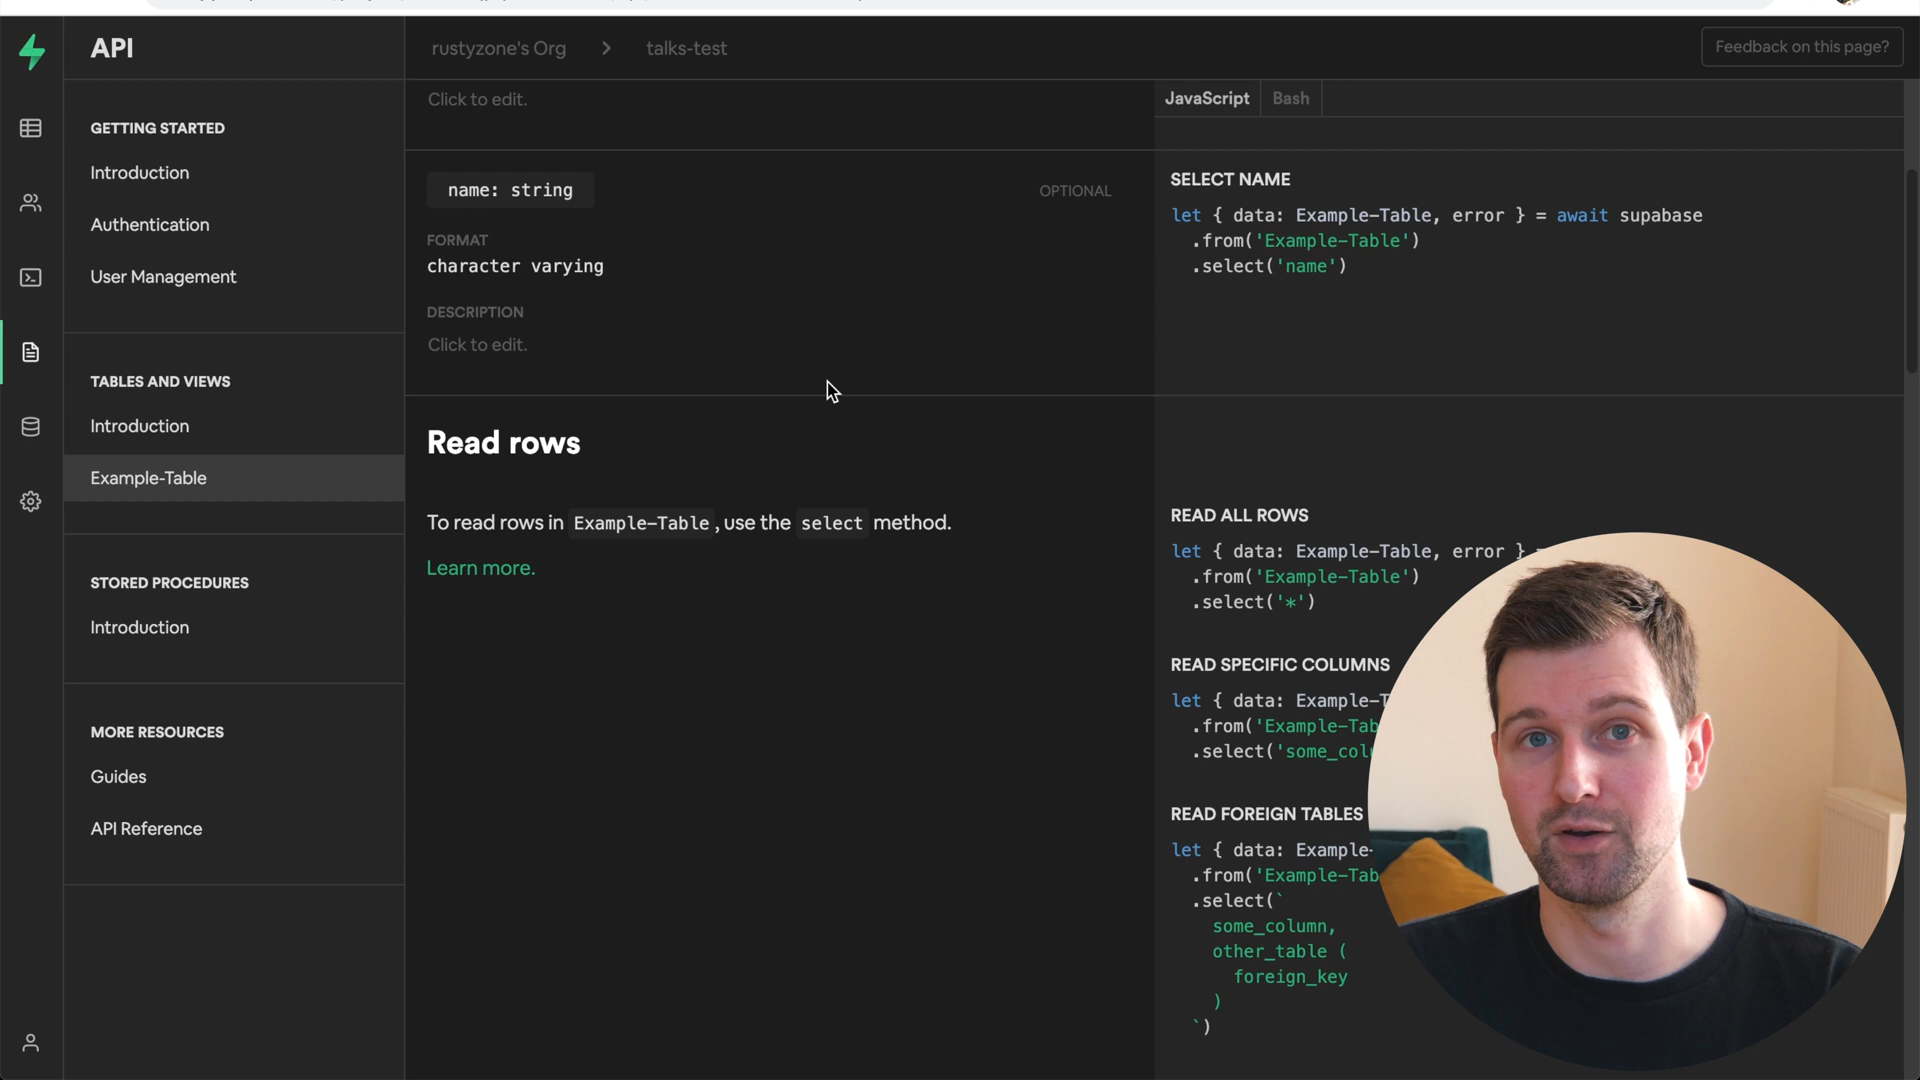 API
rustyzone's Org
talks-test
Feedback on this page?
GETTING STARTED
Introduction
Authentication
User Management
TABLES AND VIEWS
Introduction
Example-Table
STORED PROCEDURES
Introduction
MORE RESOURCES
Guides
API Reference
Click to edit.
name: string
OPTIONAL
FORMAT
character varying
DESCRIPTION
Click to edit.
Read rows
To read rows in Example-Table, use the select method.
Learn more.
JavaScript
Bash
SELECT NAME
let { data: Example-Table, error } = await supabase
.from('Example-Table')
.select('name')
READ ALL ROWS
let { data: Example-Table, error }
.from('Example-Table')
.select('*')
READ SPECIFIC COLUMNS
let { data: Example-T
.from('Example-Tab
.select('some_col
READ FOREIGN TABLES
let { data: Example-
.from('Example-Tab
.select(`
some_column,
other_table (
foreign_key
)
`)